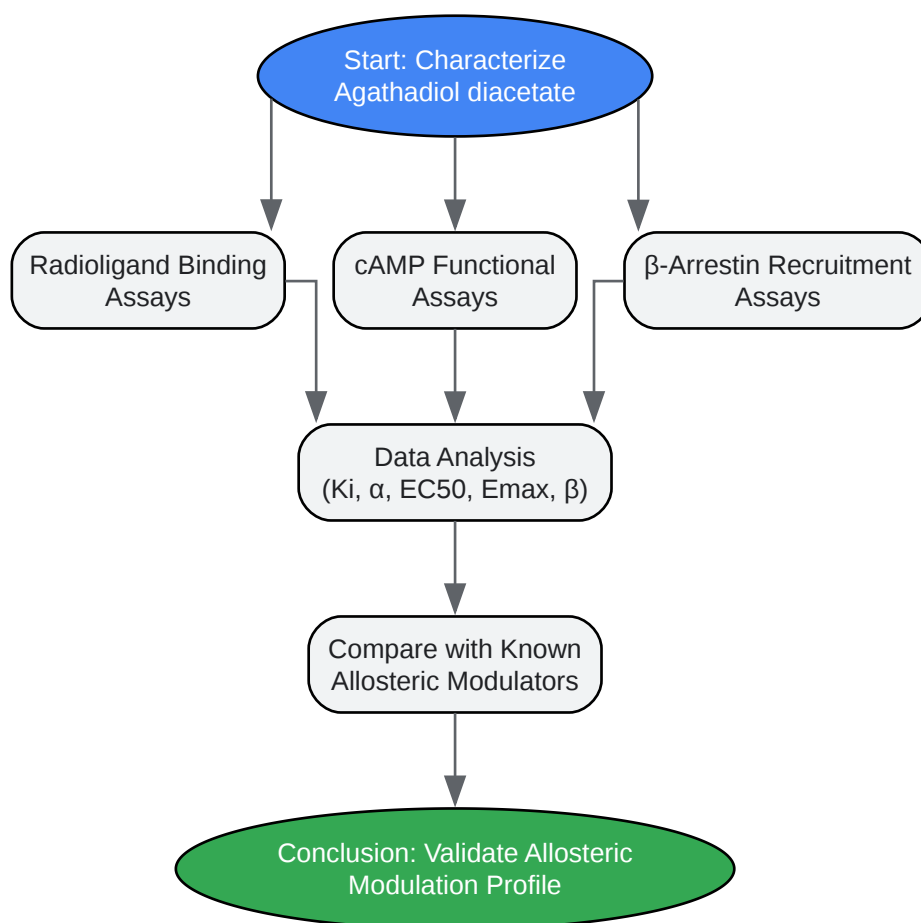 Start: Characterize
Agathadiol diacetate
Radioligand Binding
Assays
cAMP Functional
Assays
β-Arrestin Recruitment
Assays
Data Analysis
(Ki, α, EC50, Emax, β)
Compare with Known
Allosteric Modulators
Conclusion: Validate Allosteric
Modulation Profile